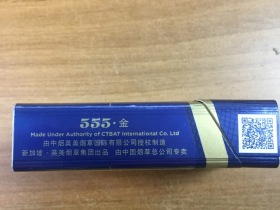 555·金
Made Under Authority of CTBAT International Co. Ltd
由中烟英美烟草国际有限公司授权制造
新加坡·英美烟草集团出品 由中国烟草总公司专卖